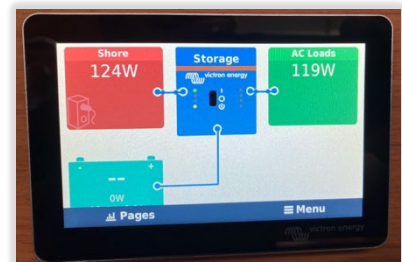 Shore
124W
Storage
victron energy
AC Loads
119W
- +
--
0W
Pages
Menu
victron energy